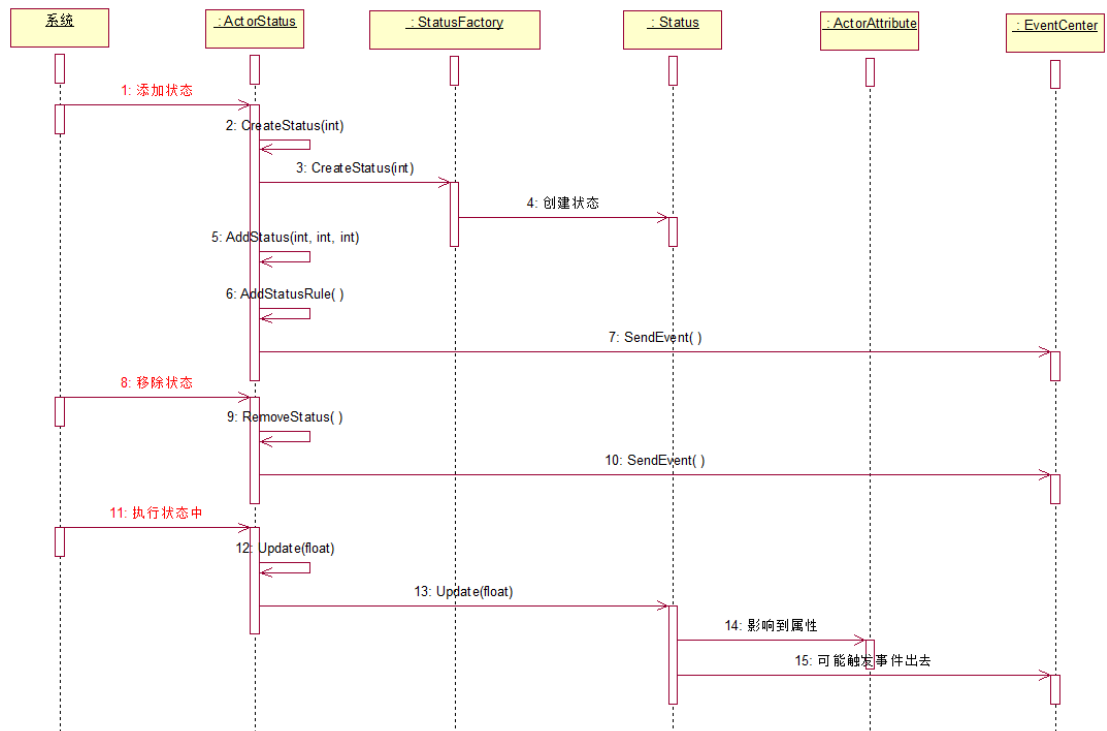 系统
: ActorStatus
: StatusFactory
: Status
: ActorAttribute
: EventCenter
1: 添加状态
2: CreateStatus(int)
3: CreateStatus(int)
4: 创建状态
5: AddStatus(int, int, int)
6: AddStatusRule( )
7: SendEvent( )
8: 移除状态
9: RemoveStatus( )
10: SendEvent( )
11: 执行状态中
12: Update(float)
13: Update(float)
14: 影响到属性
15: 可能触发事件出去